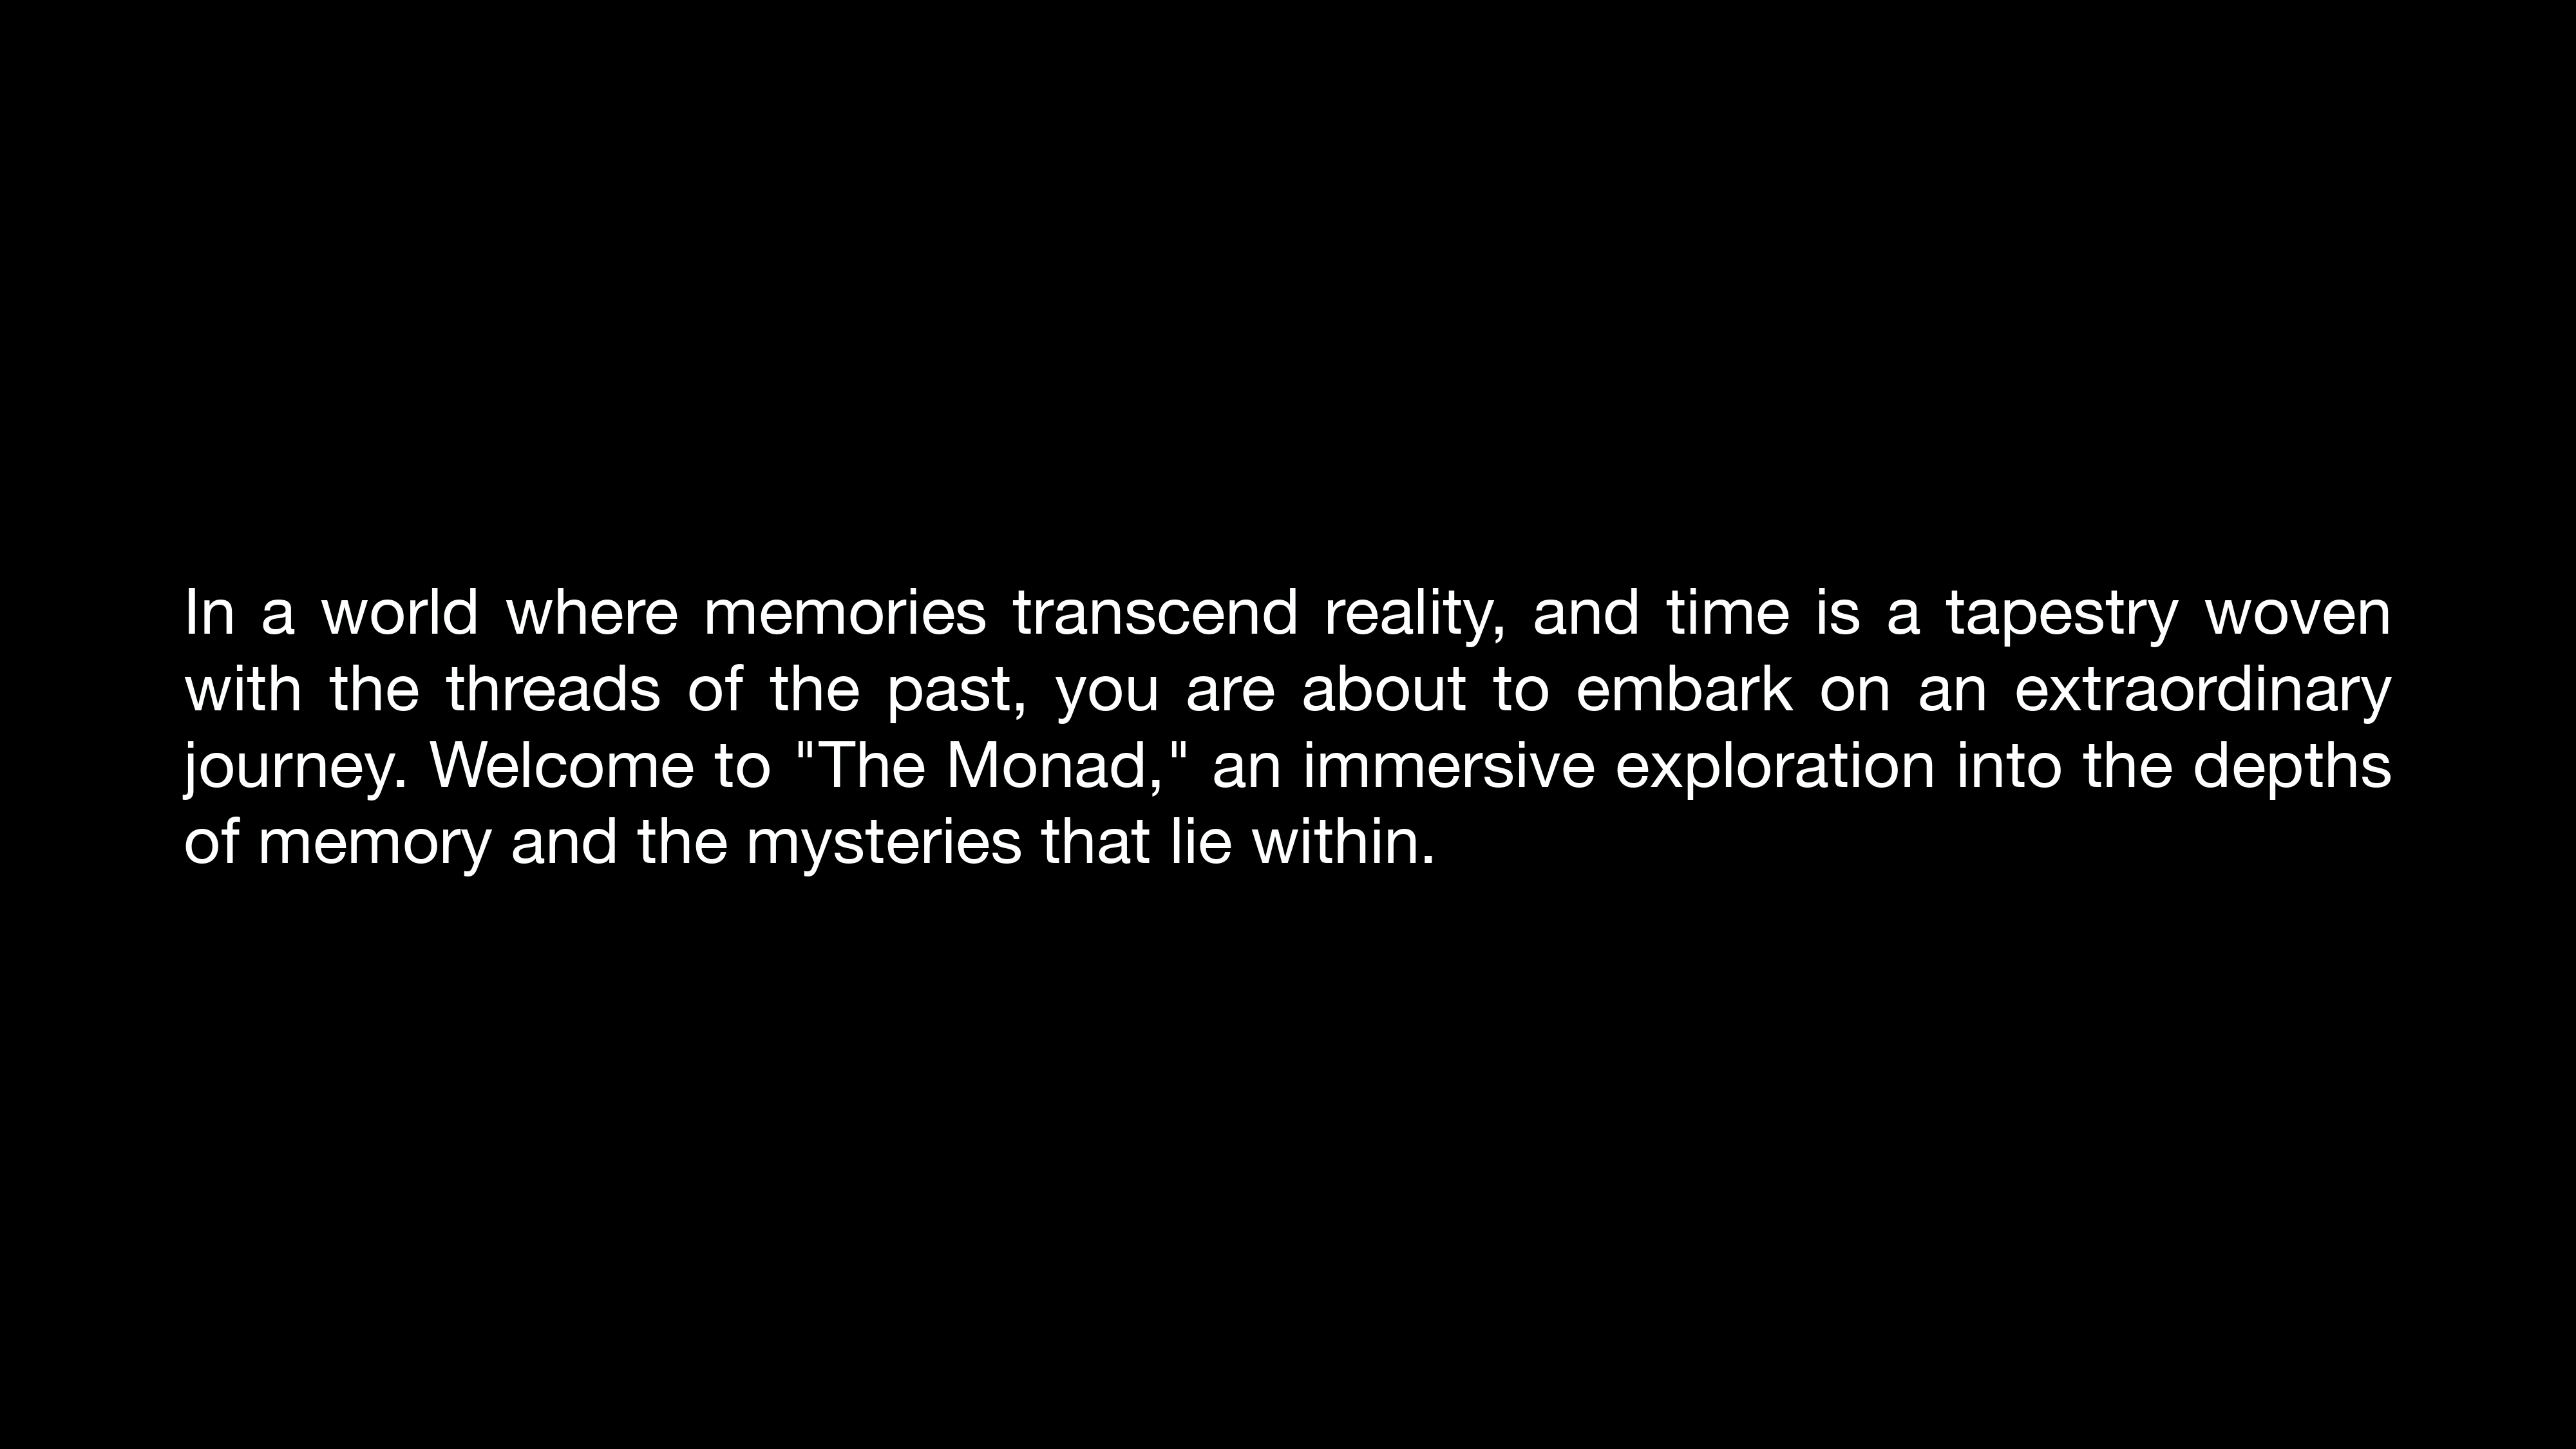 In a world where memories transcend reality, and time is a tapestry woven
with the threads of the past, you are about to embark on an extraordinary
journey. Welcome to "The Monad," an immersive exploration into the depths
of memory and the mysteries that lie within.